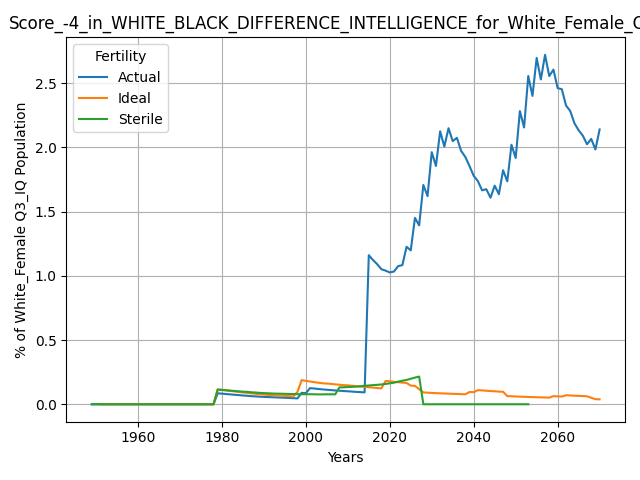 Score_-4_in_WHITE_BLACK_DIFFERENCE_INTELLIGENCE_for_White_Female_
Fertility
Actual
Ideal
Sterile
% of White_Female Q3_IQ Population
2.5
2.0
1.5
1.0
0.5
0.0
1960
1980
2000
2020
2040
2060
Years